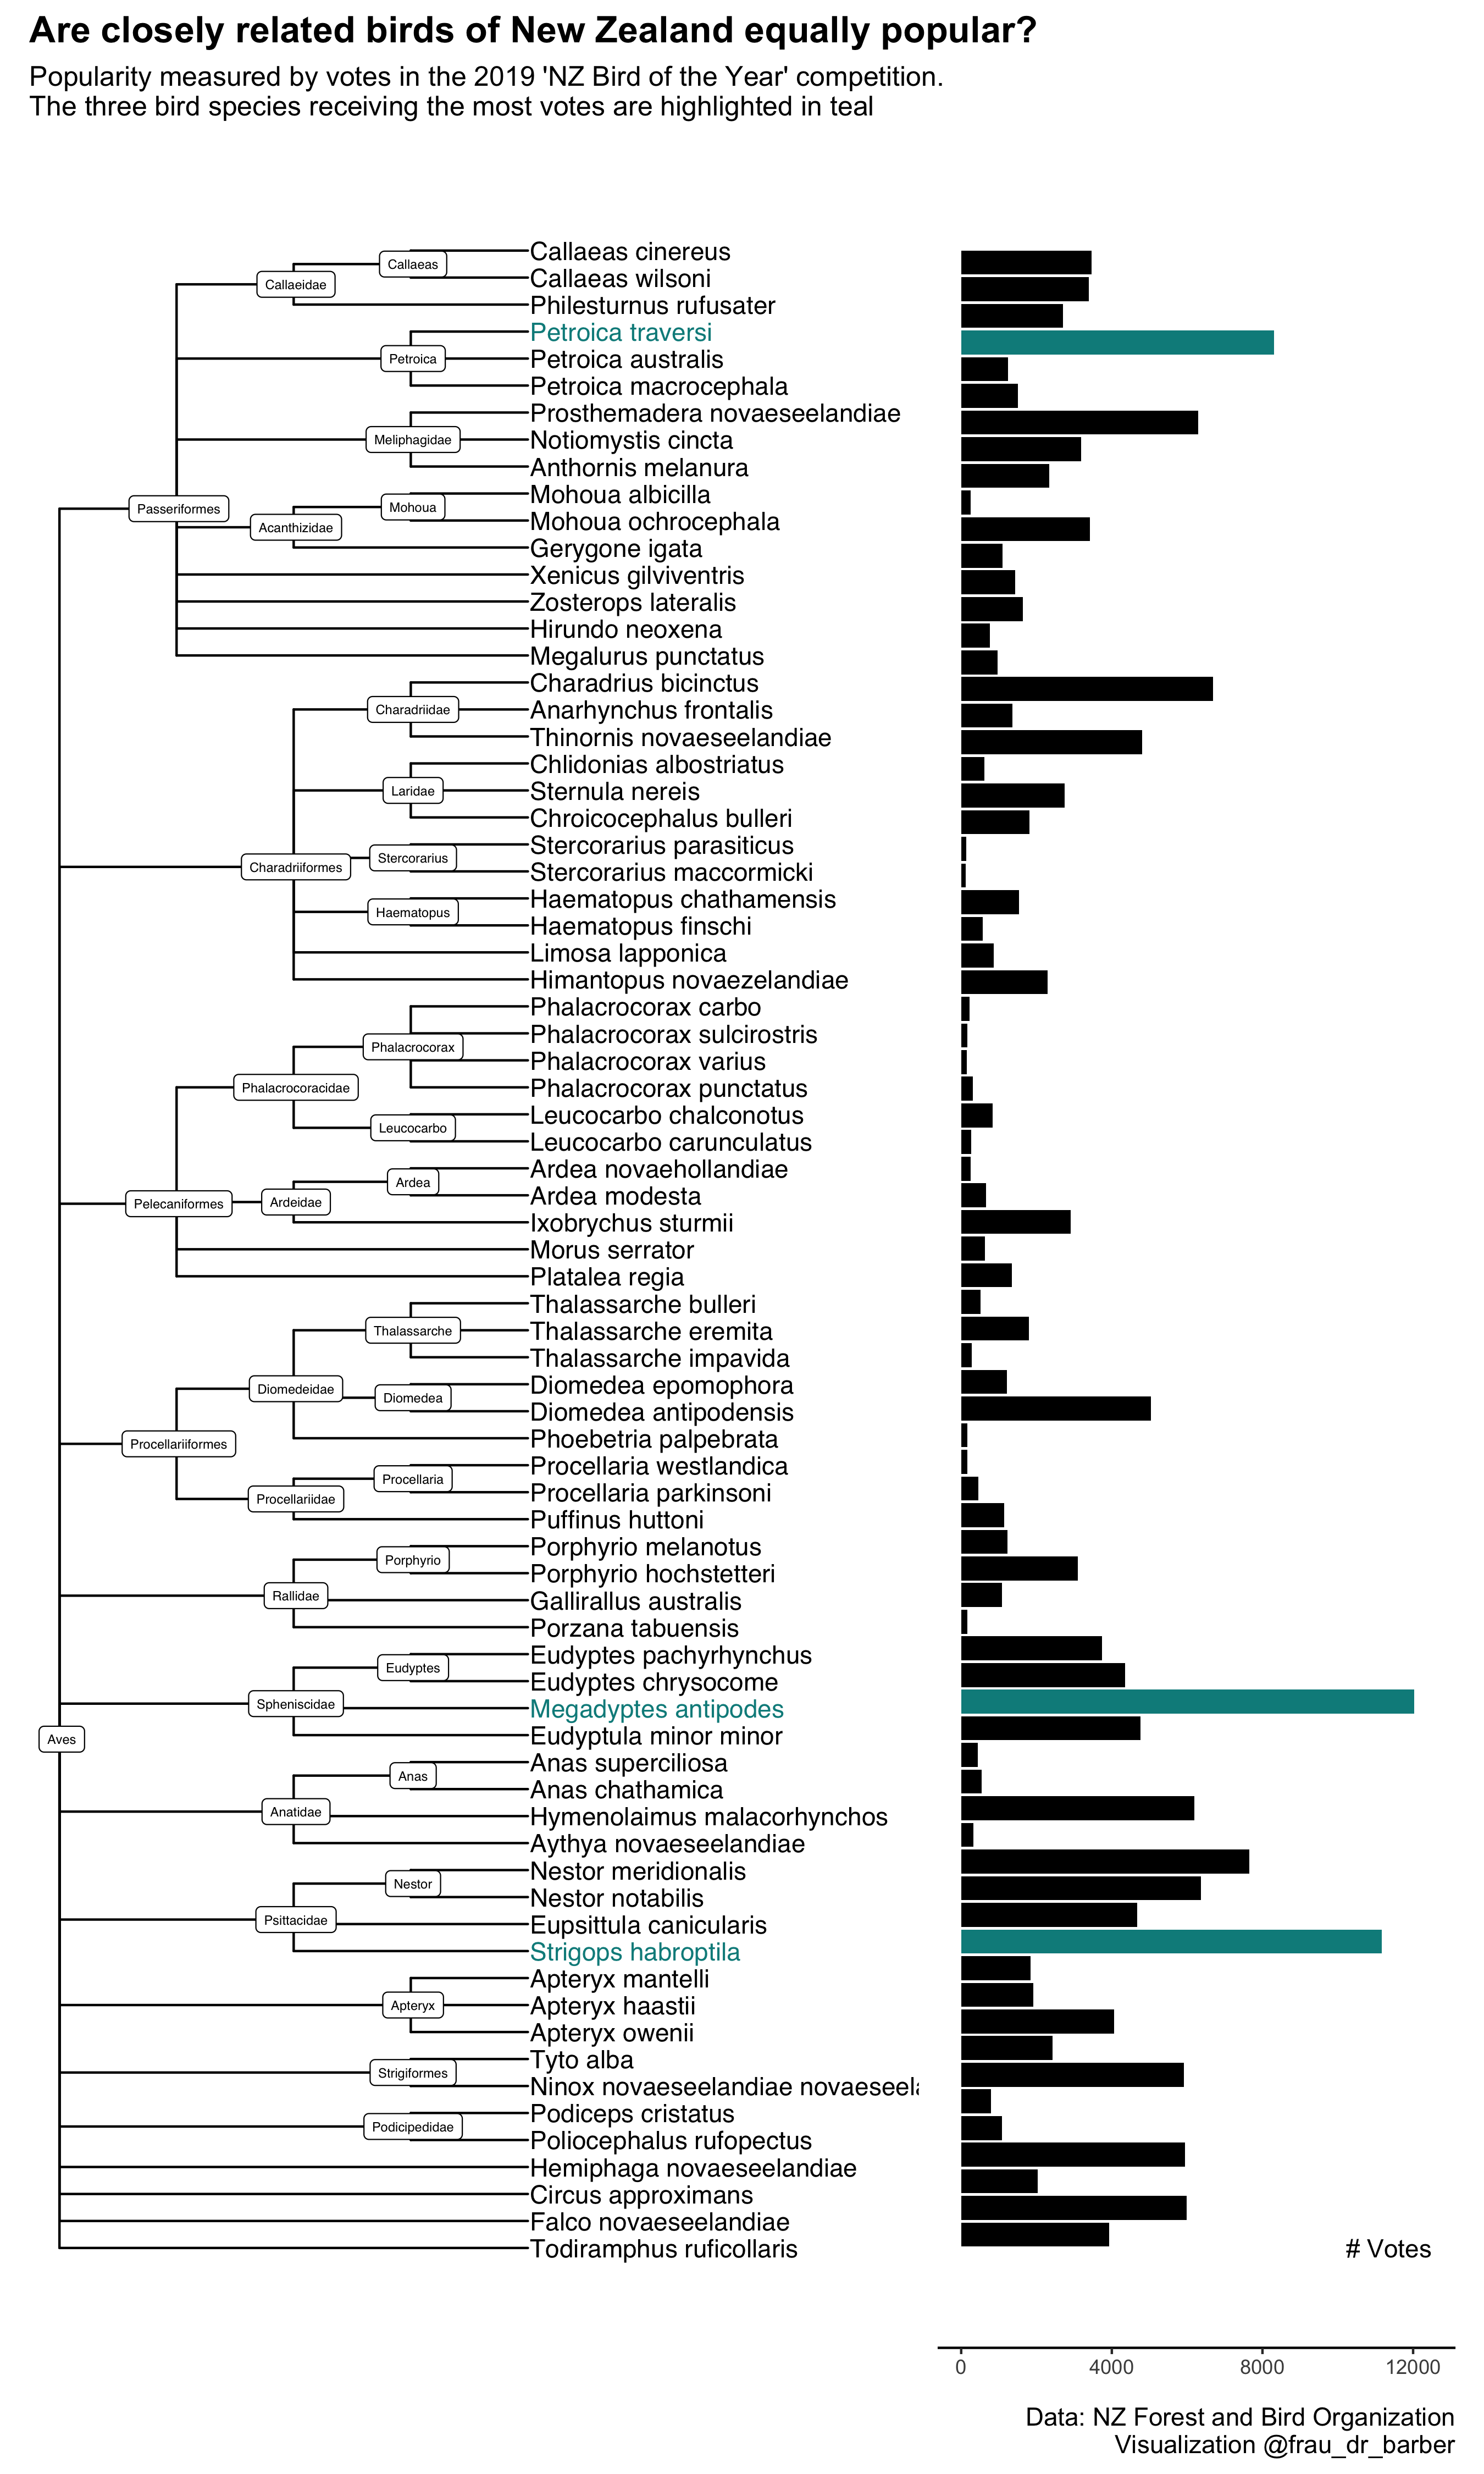 Are closely related birds of New Zealand equally popular?
Popularity measured by votes in the 2019 'NZ Bird of the Year' competition.
The three bird species receiving the most votes are highlighted in teal
Callaeas cinereus
Callaeas
Callaeas wilsoni
Callaeidae
Philesturnus rufusater
Petroica traversi
Petroica
Petroica australis
Petroica macrocephala
Prosthemadera novaeseelandiae
Meliphagidae
Notiomystis cincta
Anthornis melanura
Mohoua albicilla
Mohoua
Passeriformes
Mohoua ochrocephala
Acanthizidae
Gerygone igata
Xenicus gilviventris
Zosterops lateralis
Hirundo neoxena
Megalurus punctatus
Charadrius bicinctus
Charadriidae
Anarhynchus frontalis
Thinornis novaeseelandiae
Chlidonias albostriatus
Laridae
Sternula nereis
Chroicocephalus bulleri
Stercorarius parasiticus
Stercorarius
Charadriiformes
Stercorarius maccormicki
Haematopus chathamensis
Haematopus
Haematopus finschi
Limosa lapponica
Himantopus novaezelandiae
Phalacrocorax carbo
Phalacrocorax sulcirostris
Phalacrocorax
Phalacrocorax varius
Phalacrocoracidae
Phalacrocorax punctatus
Leucocarbo chalconotus
Leucocarbo
Leucocarbo carunculatus
Ardea novaehollandiae
Ardea
Ardea modesta
Pelecaniformes
Ardeidae
Ixobrychus sturmii
Morus serrator
Platalea regia
Thalassarche bulleri
Thalassarche
Thalassarche eremita
Thalassarche impavida
Diomedeidae
Diomedea epomophora
Diomedea
Diomedea antipodensis
Phoebetria palpebrata
Procellariiformes
Procellaria westlandica
Procellaria
Procellaria parkinsoni
Procellariidae
Puffinus huttoni
Porphyrio melanotus
Porphyrio
Porphyrio hochstetteri
Rallidae
Gallirallus australis
Porzana tabuensis
Eudyptes pachyrhynchus
Eudyptes
Eudyptes chrysocome
Spheniscidae
Megadyptes antipodes
Eudyptula minor minor
Aves
Anas superciliosa
Anas
Anas chathamica
Anatidae
Hymenolaimus malacorhynchos
Aythya novaeseelandiae
Nestor meridionalis
Nestor
Nestor notabilis
Psittacidae
Eupsittula canicularis
Strigops habroptila
Apteryx mantelli
Apteryx
Apteryx haastii
Apteryx owenii
Tyto alba
Strigiformes
Ninox novaeseelandiae
Podiceps cristatus
Podicipedidae
Poliocephalus rufopectus
Hemiphaga novaeseelandiae
Circus approximans
Falco novaeseelandiae
Todiramphus ruficollaris
# Votes
0 4000 8000 12000
Data: NZ Forest and Bird Organization
Visualization @frau_dr_barber